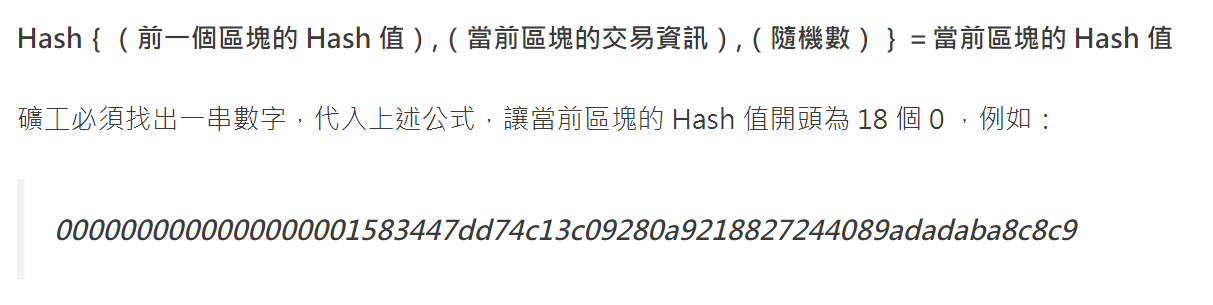 Hash { （ 前一個區塊的 Hash 值 ） , （ 當前區塊的交易資訊 ） , （ 隨機數 ） } = 當前區塊的 Hash 值
礦工必須找出一串數字，代入上述公式，讓當前區塊的 Hash 值開頭為 18 個 0 ，例如：
0000000000000000001583447dd74c13c09280a9218827244089adadaba8c8c9